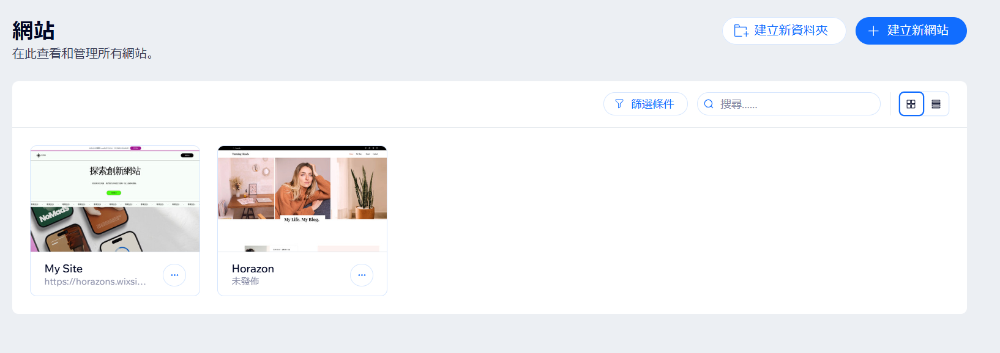 網站
在此查看和管理所有網站。
建立新資料夾
建立新網站
篩選條件
搜尋......
探索創新網站
NoMads
My Site
https://horazons.wixsi...
Turning Heads
My Life. My Blog.
Horazon
未發佈